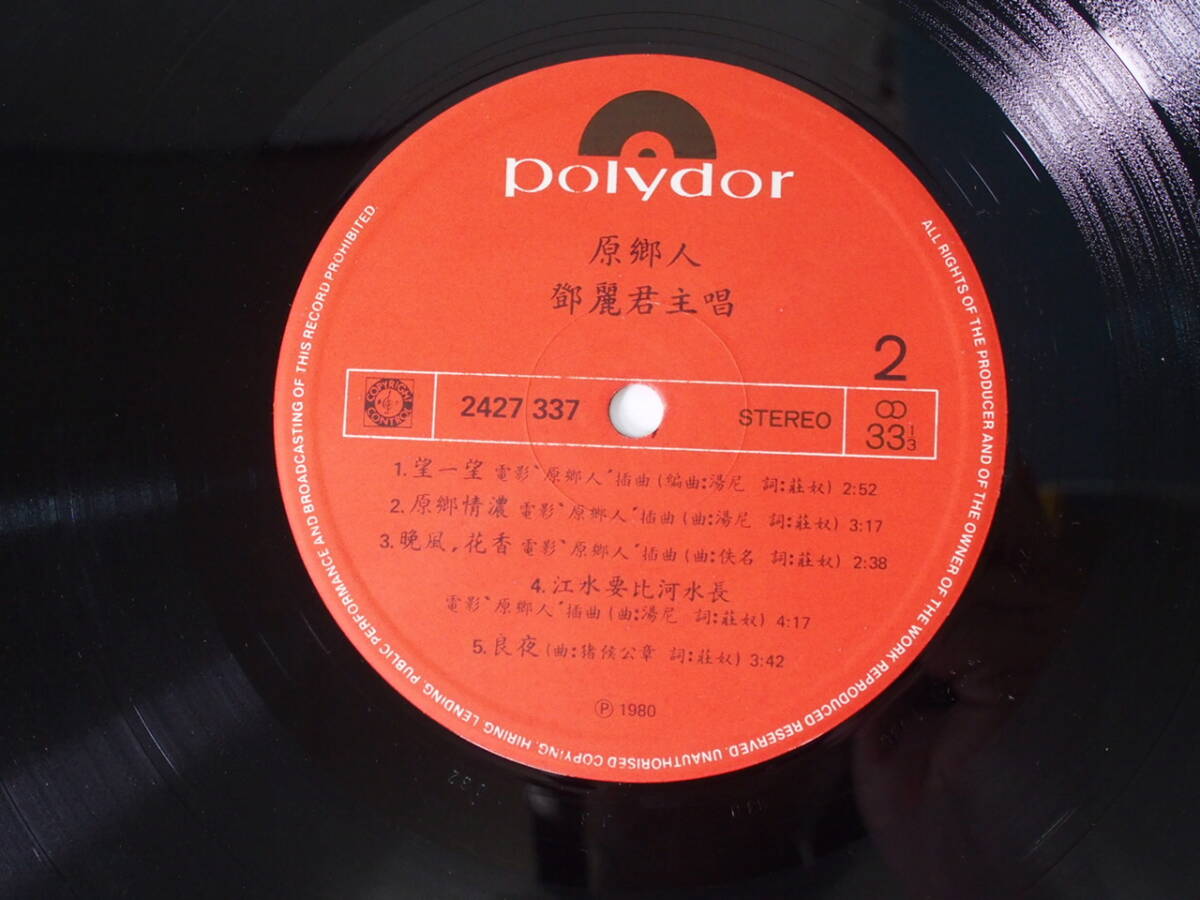 polydor
原鄉人
鄧麗君主唱
2
COPYRIGHT CONTROL
2427 337
STEREO
33 1/3
1. 望一望 電影〝原鄉人〞插曲 (編曲:湯尼 詞:莊奴) 2:52
2. 原鄉情濃 電影〝原鄉人〞插曲 (曲:湯尼 詞:莊奴) 3:17
3. 晚風,花香 電影〝原鄉人〞插曲 (曲:佚名 詞:莊奴) 2:38
4. 江水要比河水長
電影〝原鄉人〞插曲 (曲:湯尼 詞:莊奴) 4:17
5. 良夜 (曲:猪候公章 詞:莊奴) 3:42
Ⓟ 1980
ALL RIGHTS OF THE PRODUCER AND OF THE OWNER OF THE WORK REPRODUCED RESERVED. UNAUTHORISED COPYING, HIRING, LENDING, PUBLIC PERFORMANCE AND BROADCASTING OF THIS RECORD PROHIBITED.